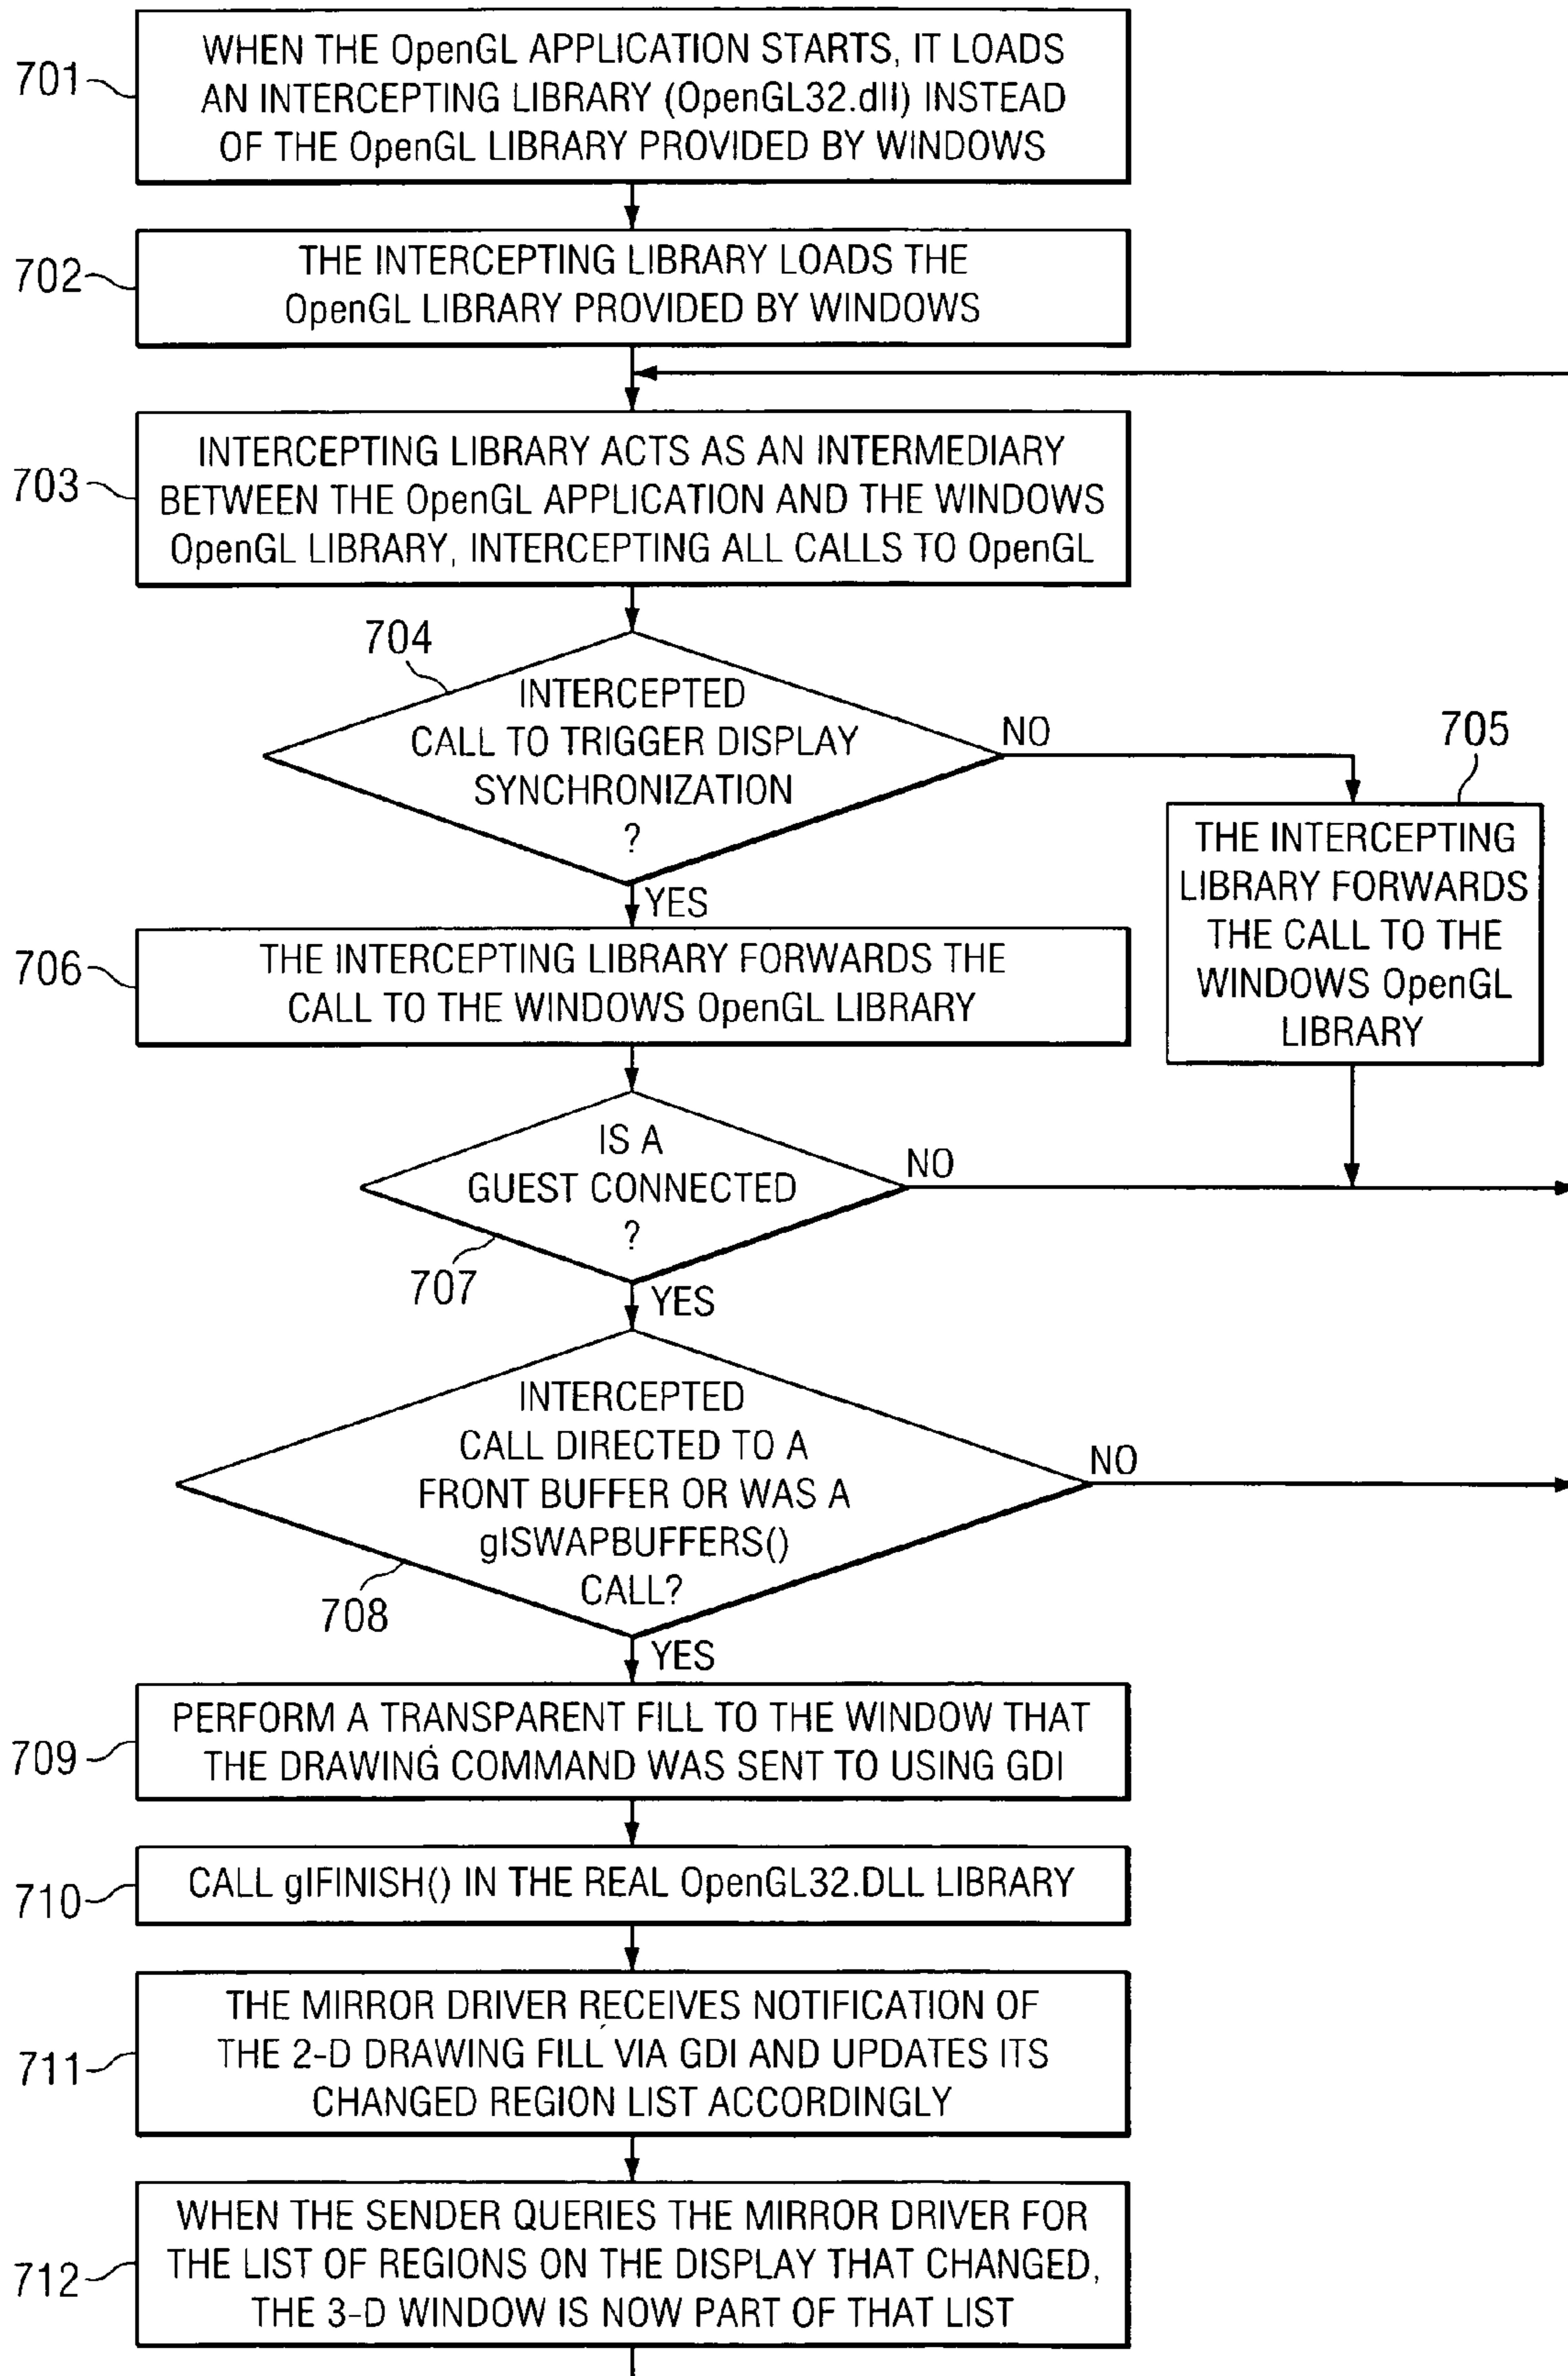 701
WHEN THE OpenGL APPLICATION STARTS, IT LOADS
AN INTERCEPTING LIBRARY (OpenGL32.dll) INSTEAD
OF THE OpenGL LIBRARY PROVIDED BY WINDOWS
702
THE INTERCEPTING LIBRARY LOADS THE
OpenGL LIBRARY PROVIDED BY WINDOWS
703
INTERCEPTING LIBRARY ACTS AS AN INTERMEDIARY
BETWEEN THE OpenGL APPLICATION AND THE WINDOWS
OpenGL LIBRARY, INTERCEPTING ALL CALLS TO OpenGL
704
INTERCEPTED
CALL TO TRIGGER DISPLAY
SYNCHRONIZATION
?
NO
705
THE INTERCEPTING
LIBRARY FORWARDS
THE CALL TO THE
WINDOWS OpenGL
LIBRARY
YES
706
THE INTERCEPTING LIBRARY FORWARDS THE
CALL TO THE WINDOWS OpenGL LIBRARY
IS A
GUEST CONNECTED
?
NO
707
YES
INTERCEPTED
CALL DIRECTED TO A
FRONT BUFFER OR WAS A
glSWAPBUFFERS()
CALL?
NO
708
YES
709
PERFORM A TRANSPARENT FILL TO THE WINDOW THAT
THE DRAWING COMMAND WAS SENT TO USING GDI
710
CALL glFINISH() IN THE REAL OpenGL32.DLL LIBRARY
711
THE MIRROR DRIVER RECEIVES NOTIFICATION OF
THE 2-D DRAWING FILL VIA GDI AND UPDATES ITS
CHANGED REGION LIST ACCORDINGLY
712
WHEN THE SENDER QUERIES THE MIRROR DRIVER FOR
THE LIST OF REGIONS ON THE DISPLAY THAT CHANGED,
THE 3-D WINDOW IS NOW PART OF THAT LIST